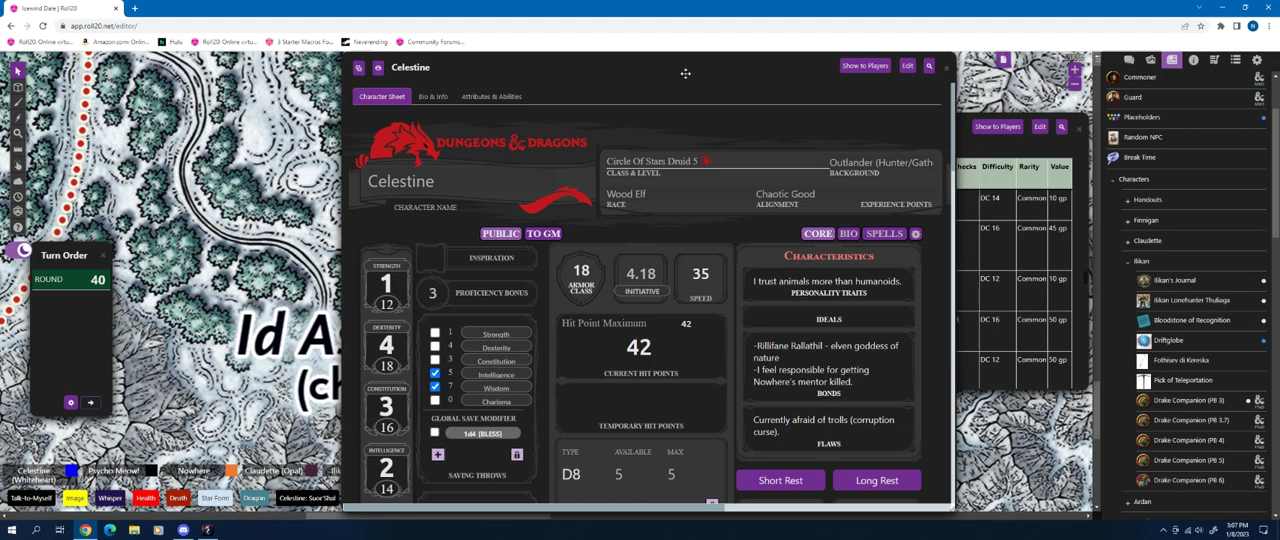 Icewind Dale | Roll20
app.roll20.net/editor/
Roll20: Online virtu...
Amazon.com: Onlin...
Hulu
Roll20: Online virtu...
3 Starter Macros Fo...
Neverending
Community Forums...
Celestine
Show to Players
Edit
Character Sheet
Bio & Info
Attributes & Abilities
DUNGEONS & DRAGONS
Celestine
CHARACTER NAME
Circle Of Stars Druid 5
CLASS & LEVEL
Outlander (Hunter/Gath
BACKGROUND
Wood Elf
RACE
Chaotic Good
ALIGNMENT
EXPERIENCE POINTS
PUBLIC
TO GM
CORE
BIO
SPELLS
STRENGTH
1
12
DEXTERITY
4
18
CONSTITUTION
3
16
INTELLIGENCE
2
14
INSPIRATION
3
PROFICIENCY BONUS
1 Strength
4 Dexterity
3 Constitution
5 Intelligence
7 Wisdom
0 Charisma
GLOBAL SAVE MODIFIER
1d4 [BLESS]
SAVING THROWS
18
ARMOR
CLASS
4.18
INITIATIVE
35
SPEED
Hit Point Maximum 42
42
CURRENT HIT POINTS
TEMPORARY HIT POINTS
TYPE AVAILABLE MAX
D8 5 5
CHARACTERISTICS
I trust animals more than humanoids.
PERSONALITY TRAITS
IDEALS
-Rillifane Rallathil - elven goddess of
nature
-I feel responsible for getting
Nowhere's mentor killed.
BONDS
Currently afraid of trolls (corruption
curse).
FLAWS
Short Rest
Long Rest
Turn Order
ROUND 40
Id A
(ch
Celestine
(Whiteheart)
Psycho Meow!
Nowhere
Claudette (Opal)
Ilik
Talk-to-Myself
Image
Whisper
Health
Death
Star Form
Dragon
Celestine: Suor'Shal
Show to Players
Edit
Checks Difficulty Rarity Value
DC 14 Common 10 gp
DC 16 Common 45 gp
DC 12 Common 10 gp
DC 16 Common 50 gp
DC 12 Common 50 gp
Commoner
Guard
Placeholders
Random NPC
Break Time
Characters
Handouts
Finnigan
Claudette
Ilikan
Ilikan's Journal
Ilikan Lonehunter Thuliaga
Bloodstone of Recognition
Driftglobe
Fothisev di Kereska
Pick of Teleportation
Drake Companion (PB 3)
Drake Companion (PB 3.7)
Drake Companion (PB 4)
Drake Companion (PB 5)
Drake Companion (PB 6)
Ardan
3:07 PM
1/8/2023